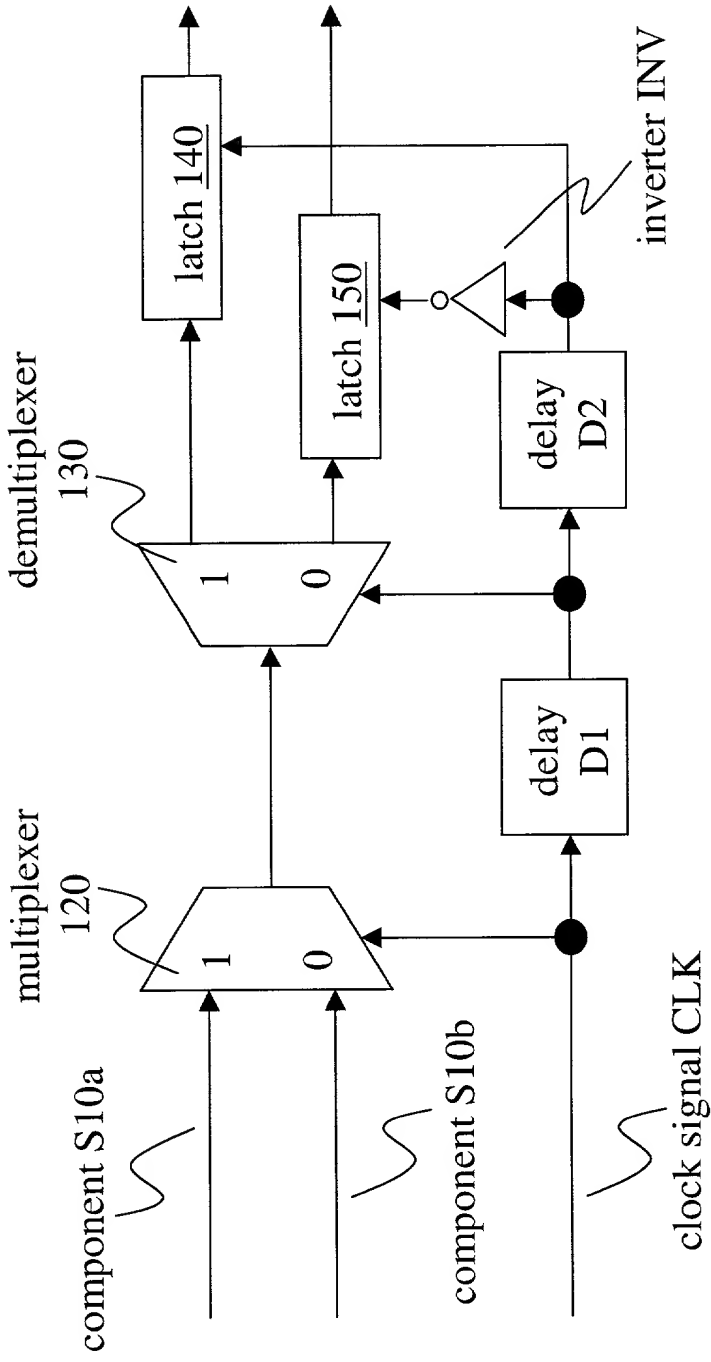 component S10a
component S10b
clock signal CLK
multiplexer
120
1
0
delay
D1
demultiplexer
130
1
0
delay
D2
latch 140
latch 150
inverter INV